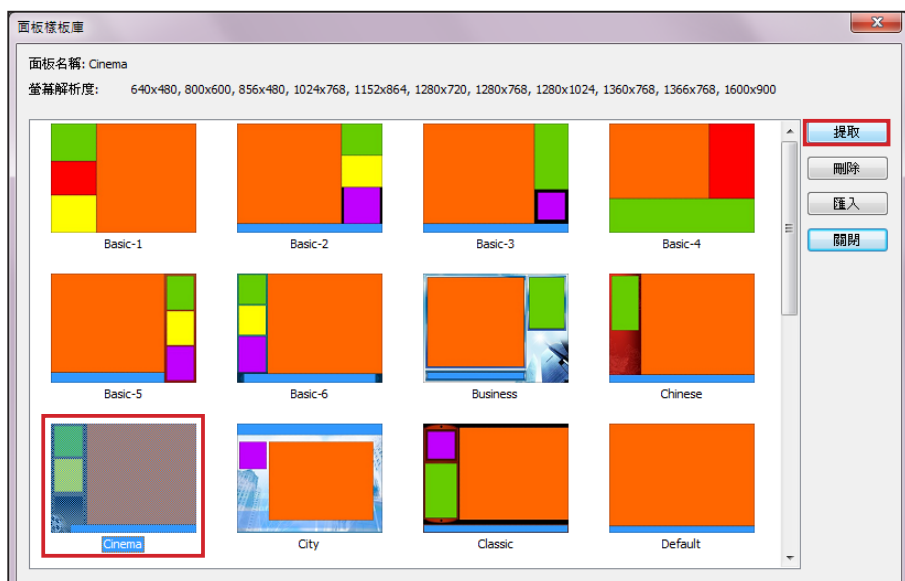 面板樣板庫
面板名稱: Cinema
螢幕解析度: 640x480, 800x600, 856x480, 1024x768, 1152x864, 1280x720, 1280x768, 1280x1024, 1360x768, 1366x768, 1600x900
提取
刪除
匯入
關閉
Basic-1 Basic-2 Basic-3 Basic-4
Basic-5 Basic-6 Business Chinese
Cinema City Classic Default